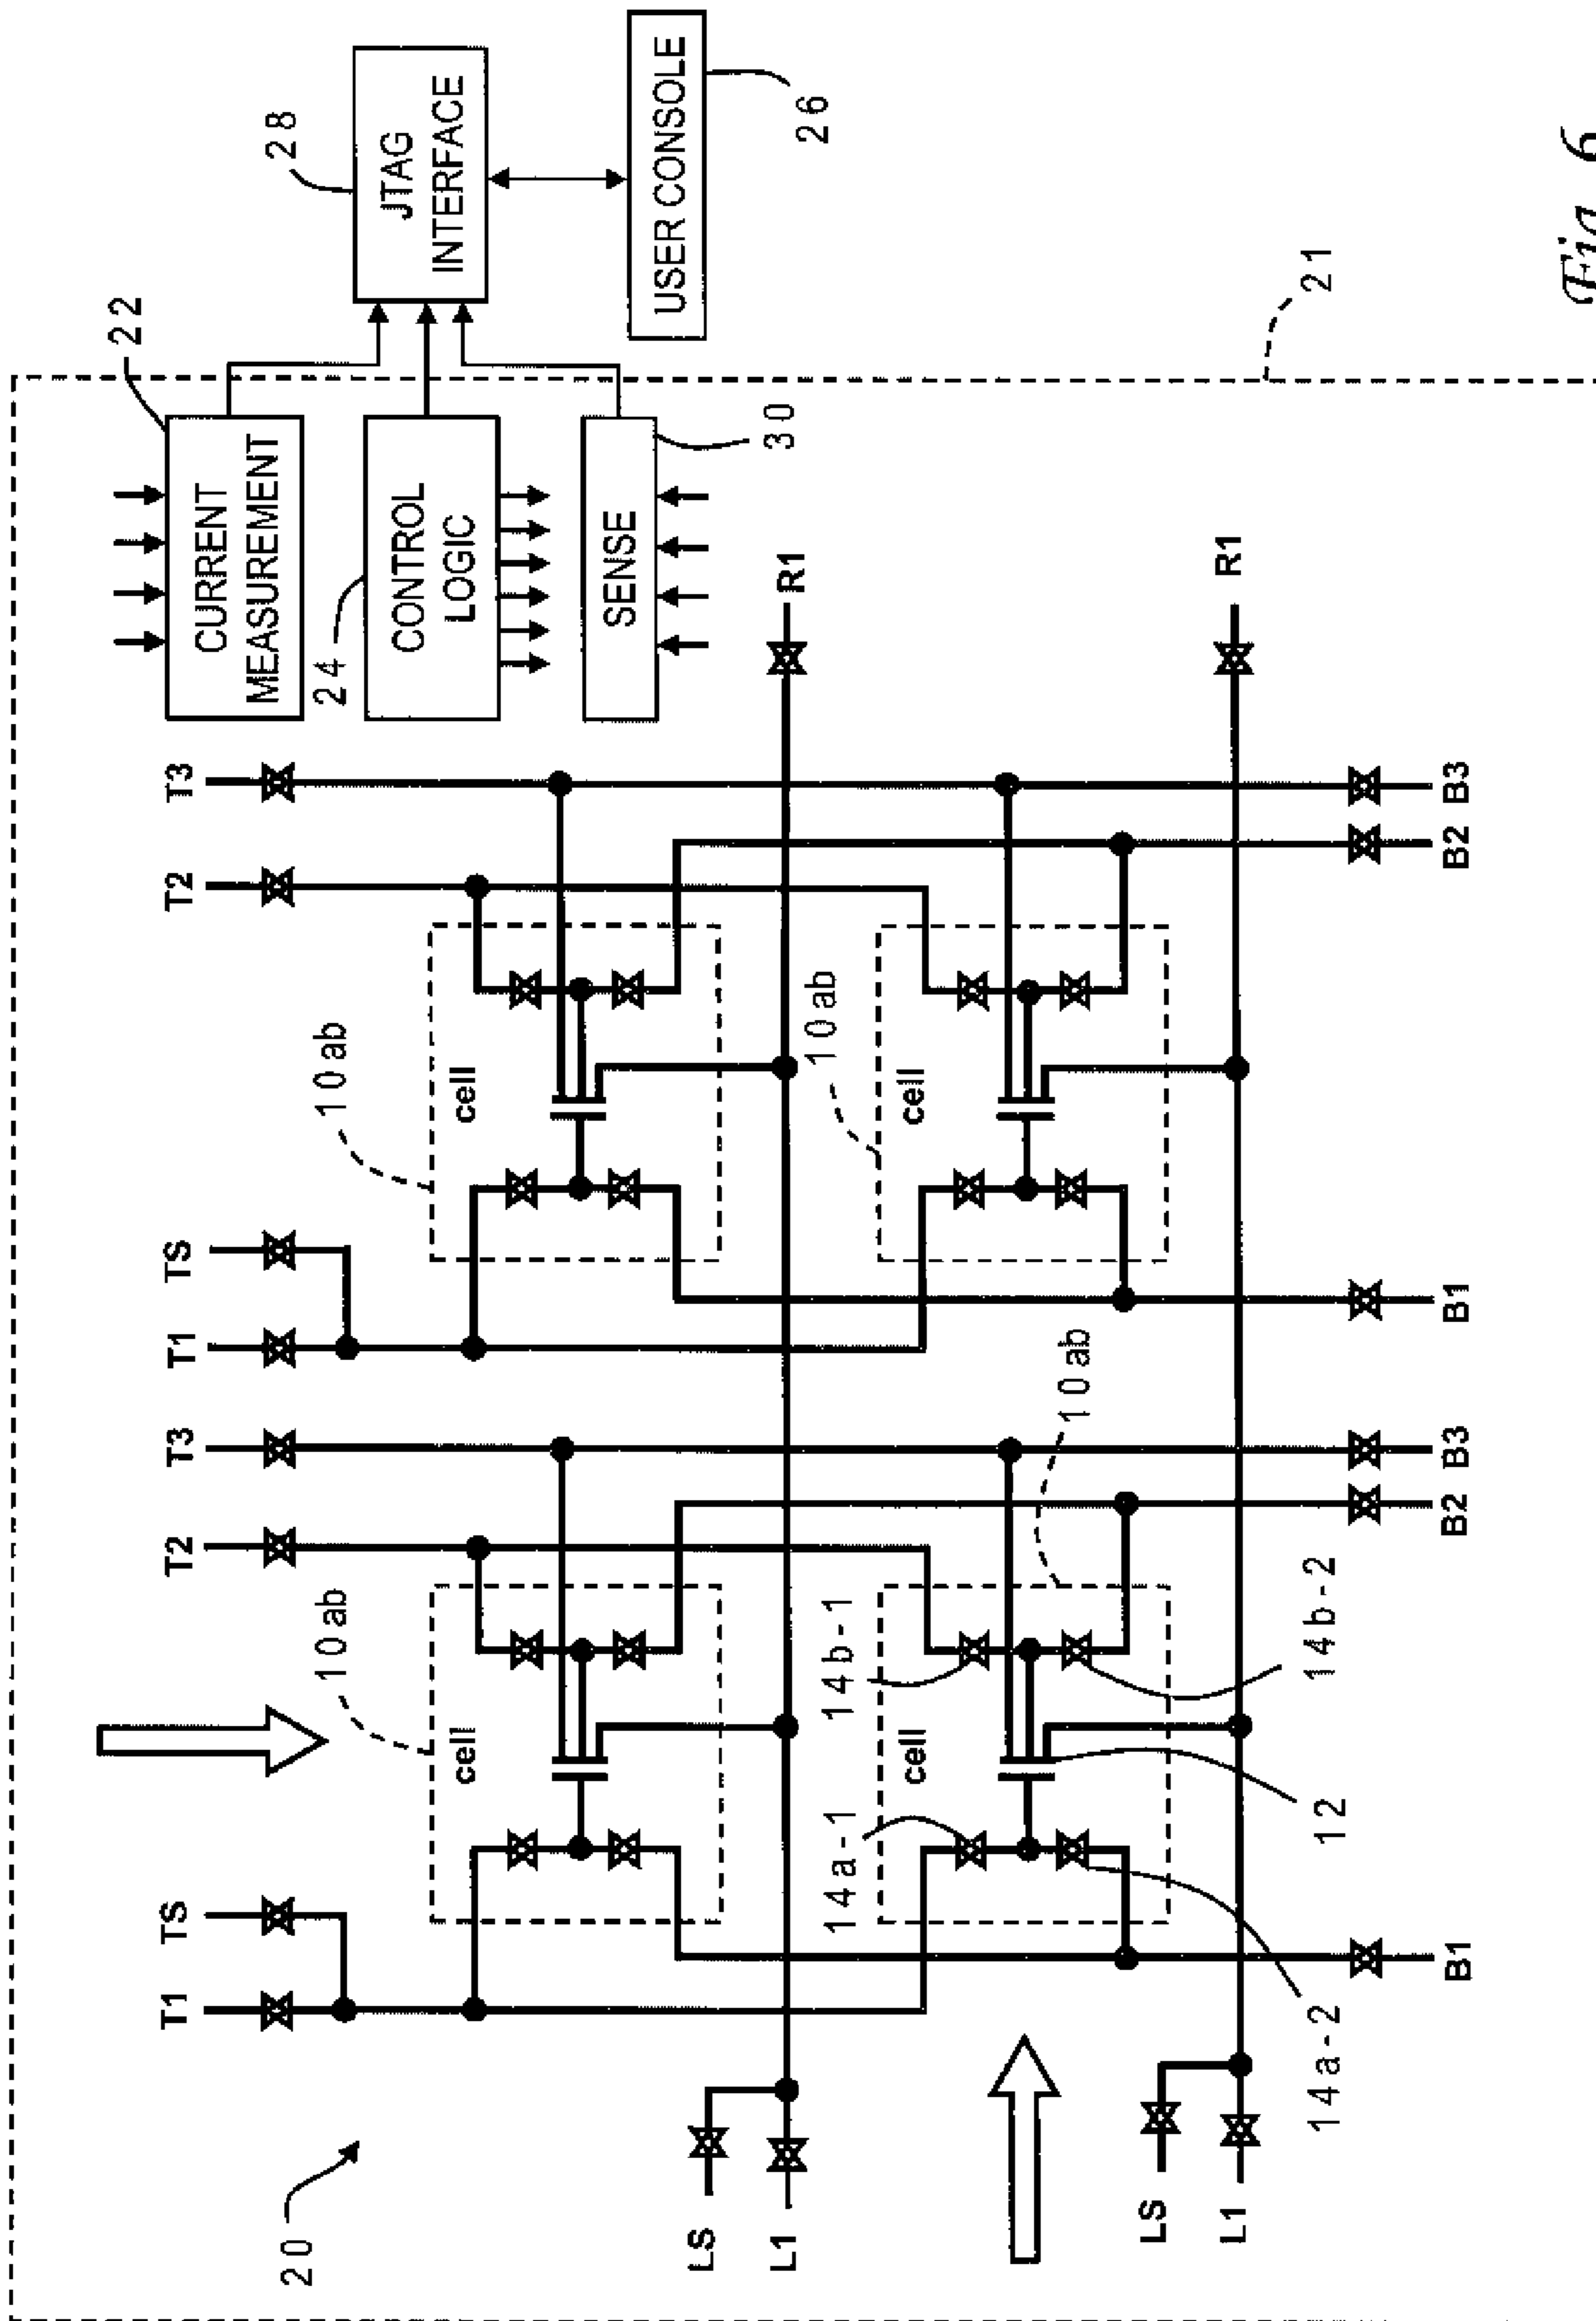 22
T1 TS T2 T3 T1 TS T2 T3
CURRENT
MEASUREMENT
28
20
10ab
10ab
24
CONTROL
LOGIC
JTAG
INTERFACE
cell
cell
SENSE
USER CONSOLE
LS
30
L1
R1
26
10ab
14a-1
14b-1
cell
cell
10ab
LS
L1
R1
14a-2
12
14b-2
21
B1 B2 B3 B1 B2 B3
Fig. 6